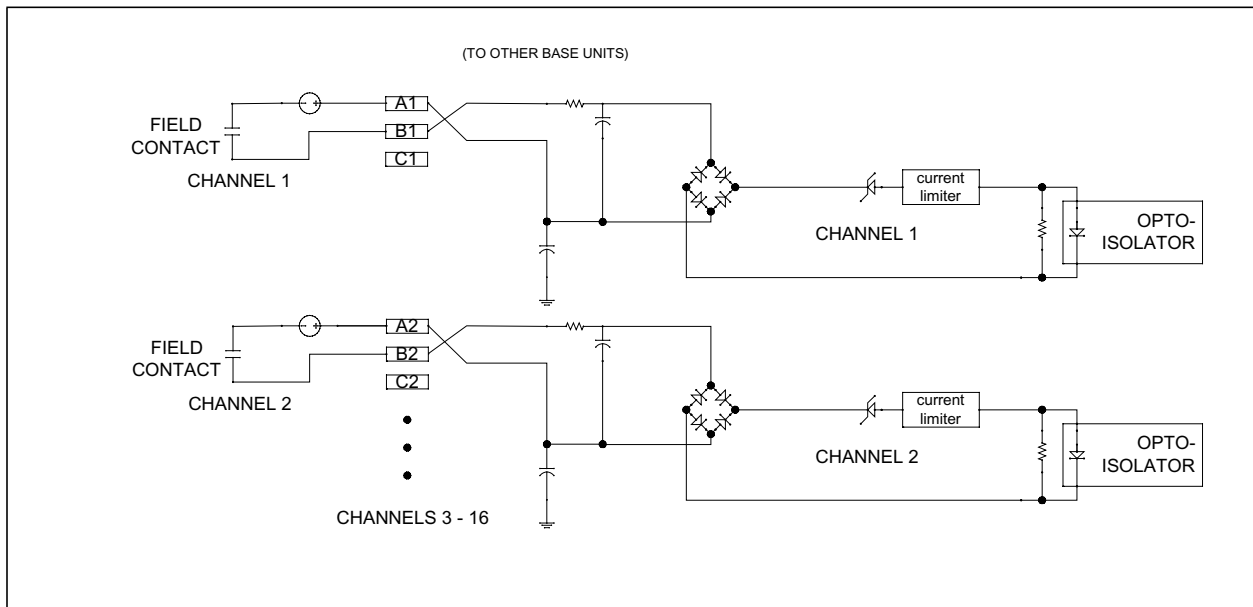 (TO OTHER BASE UNITS)
A1
FIELD
CONTACT
B1
C1
CHANNEL 1
current
limiter
CHANNEL 1
OPTO-
ISOLATOR
A2
FIELD
CONTACT
B2
C2
CHANNEL 2
current
limiter
CHANNEL 2
OPTO-
ISOLATOR
CHANNELS 3 - 16